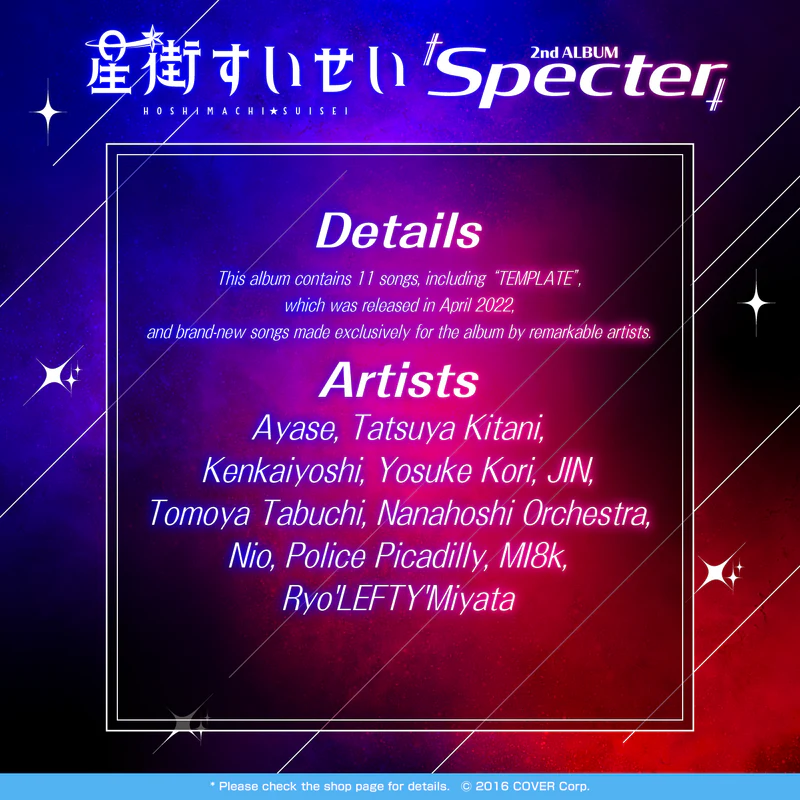 星街すいせい
HOSHIMACHI★SUISEI
2nd ALBUM
Specter
Details
This album contains 11 songs, including “TEMPLATE”,
which was released in April 2022,
and brand-new songs made exclusively for the album by remarkable artists.
Artists
Ayase, Tatsuya Kitani,
Kenkaiyoshi, Yosuke Kori, JIN,
Tomoya Tabuchi, Nanahoshi Orchestra,
Nio, Police Picadilly, MI8k,
Ryo'LEFTY'Miyata
* Please check the shop page for details. © 2016 COVER Corp.